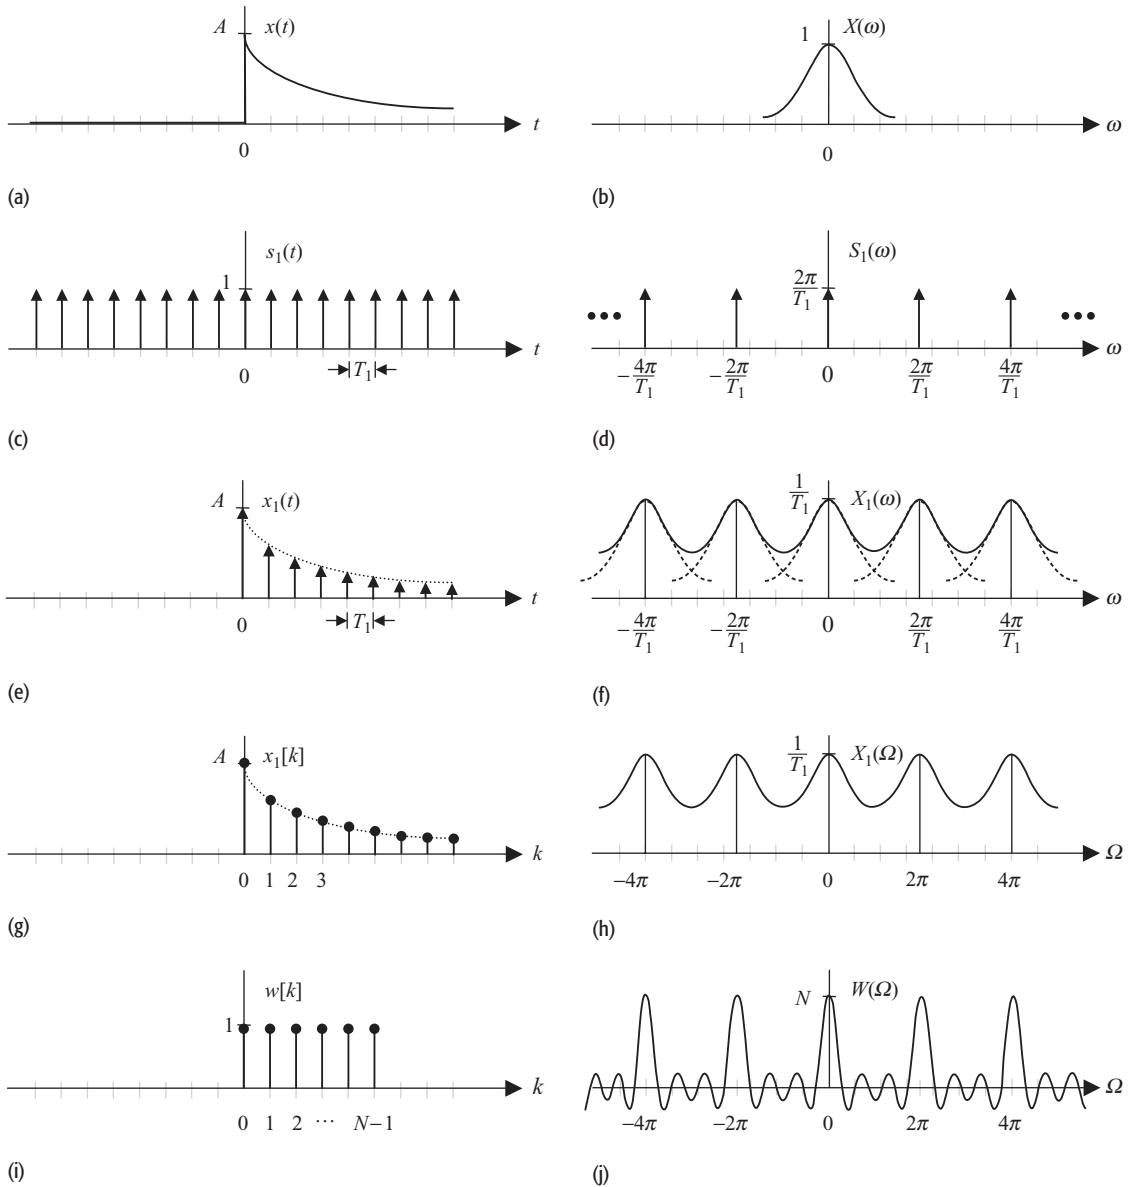 A x(t)
t
0
(a)
1 X(ω)
ω
0
(b)
s₁(t)
1
t
0 T₁
(c)
S₁(ω)
2π/T₁
••• •••
ω
−4π/T₁ −2π/T₁ 0 2π/T₁ 4π/T₁
(d)
A x₁(t)
t
0 T₁
(e)
1/T₁ X₁(ω)
ω
−4π/T₁ −2π/T₁ 0 2π/T₁ 4π/T₁
(f)
A x₁[k]
k
0 1 2 3
(g)
1/T₁ X₁(Ω)
Ω
−4π −2π 0 2π 4π
(h)
w[k]
1
k
0 1 2 ··· N−1
(i)
N W(Ω)
Ω
−4π −2π 0 2π 4π
(j)